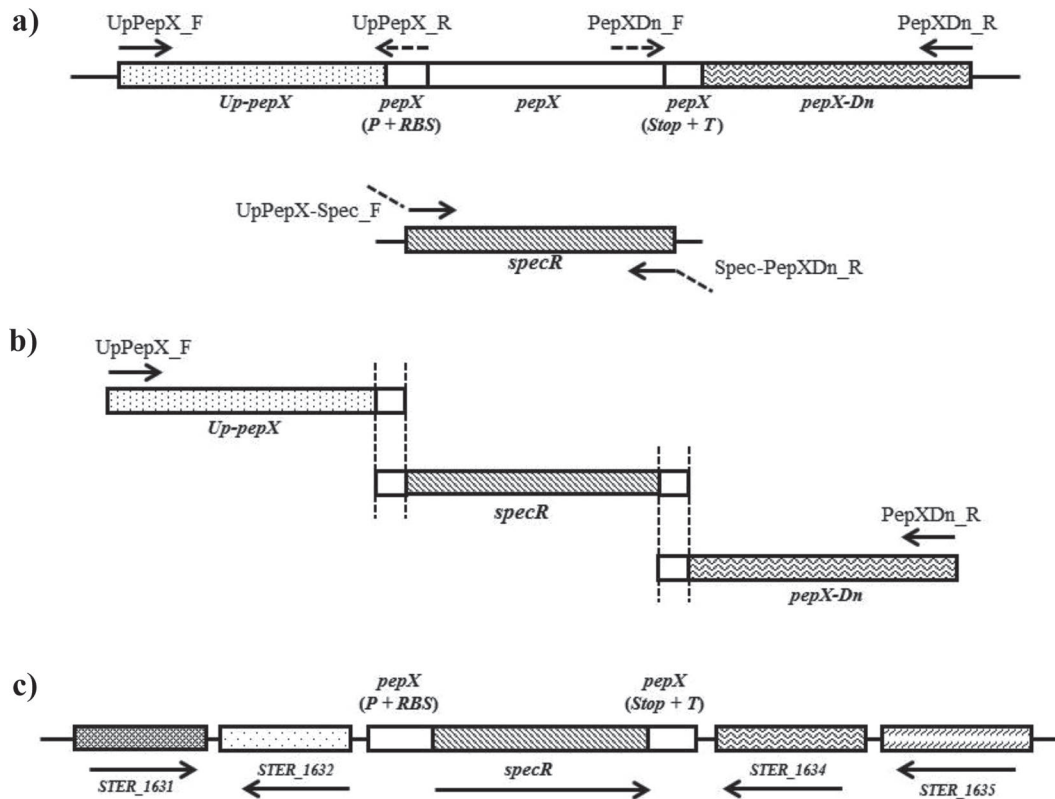 a)
UpPepX_F
UpPepX_R
PepXDn_F
PepXDn_R
Up-pepX
pepX
(P + RBS)
pepX
pepX
(Stop + T)
pepX-Dn
UpPepX-Spec_F
specR
Spec-PepXDn_R
b)
UpPepX_F
Up-pepX
specR
PepXDn_R
pepX-Dn
c)
pepX
(P + RBS)
pepX
(Stop + T)
STER_1631
STER_1632
specR
STER_1634
STER_1635